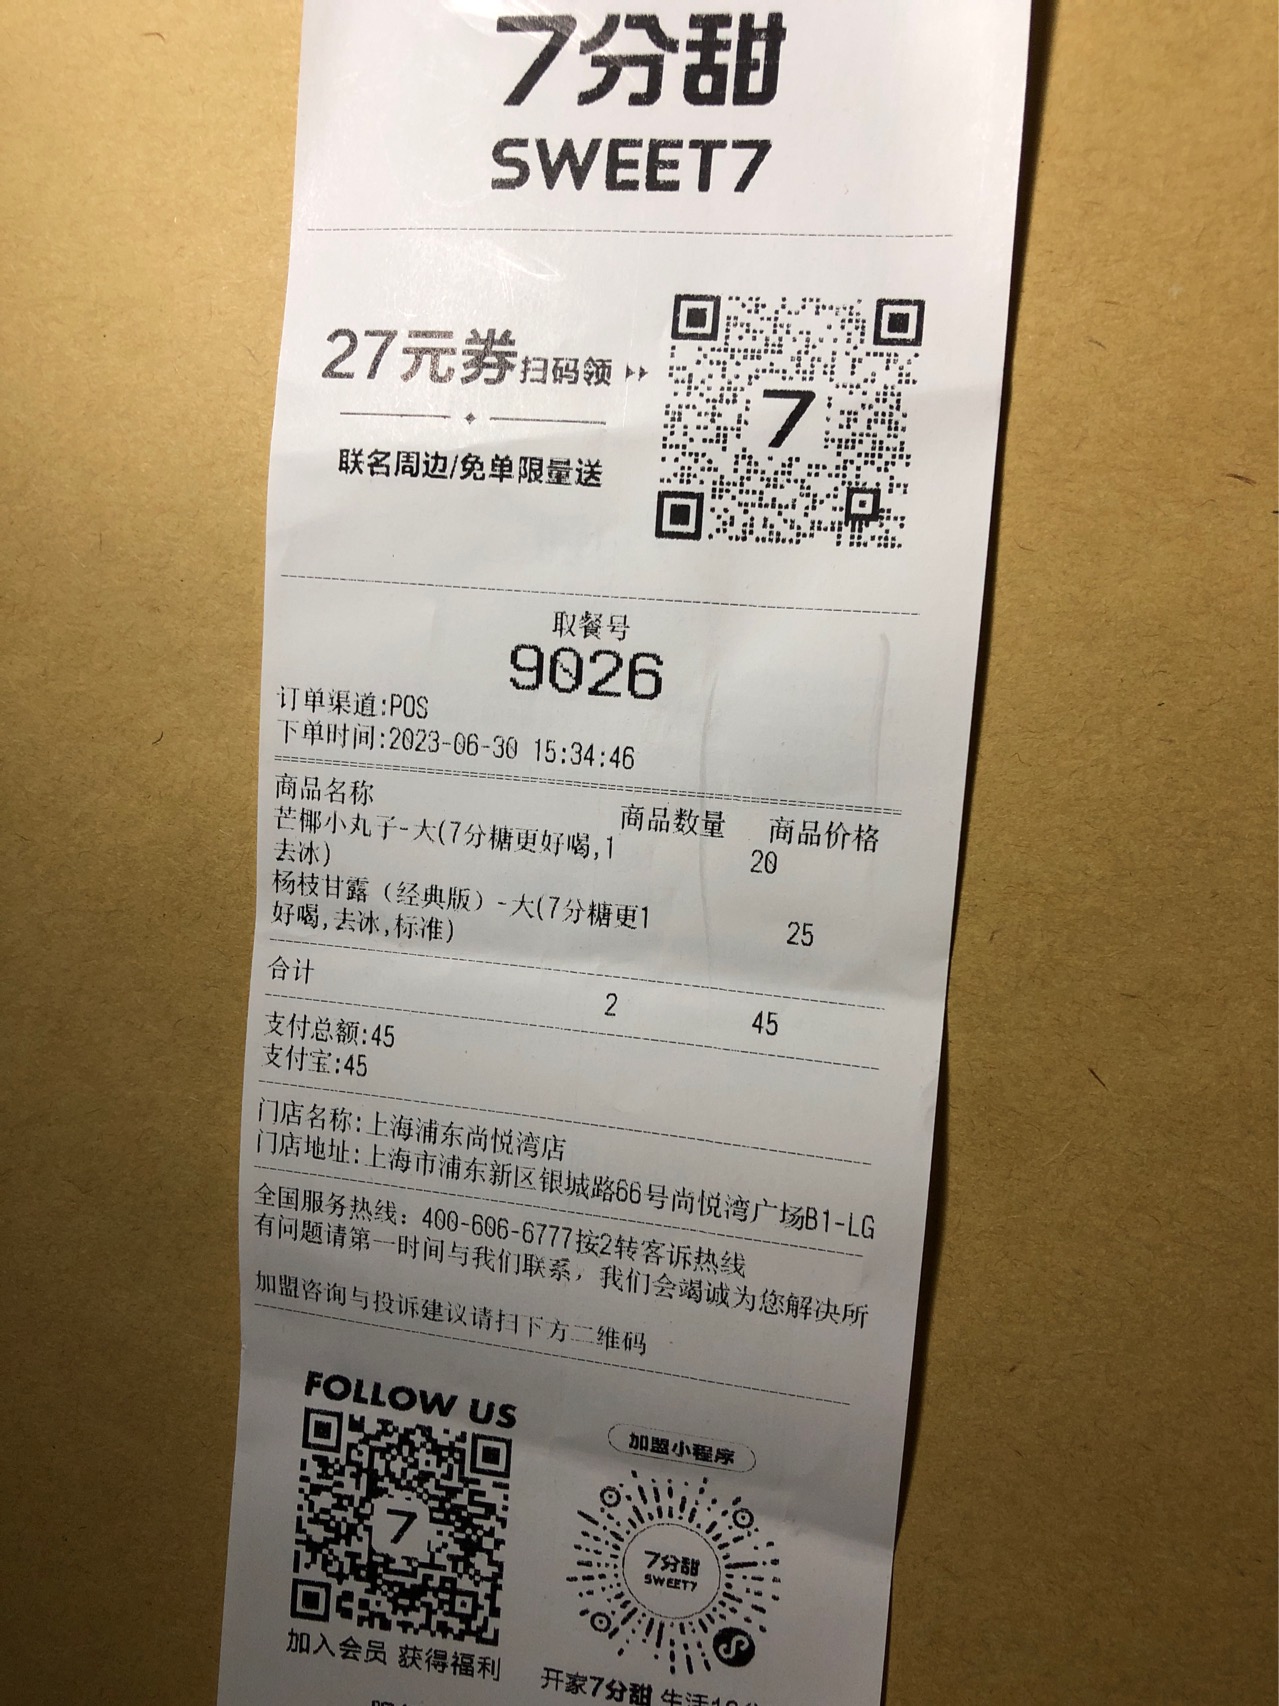 7分甜
SWEET7
27元券扫码领
联名周边/免单限量送
7
取餐号
9026
订单渠道:POS
下单时间:2023-06-30 15:34:46
商品名称 商品数量 商品价格
芒椰小丸子-大(7分糖更好喝,1 20
去冰)
杨枝甘露（经典版）-大(7分糖更1 25
好喝,去冰,标准)
合计 2 45
支付总额:45
支付宝:45
门店名称:上海浦东尚悦湾店
门店地址:上海市浦东新区银城路66号尚悦湾广场B1-LG
全国服务热线：400-606-6777按2转客诉热线
有问题请第一时间与我们联系，我们会竭诚为您解决所
加盟咨询与投诉建议请扫下方二维码
FOLLOW US
7
加入会员 获得福利
加盟小程序
7分甜
SWEET7
开家7分甜 生活10分